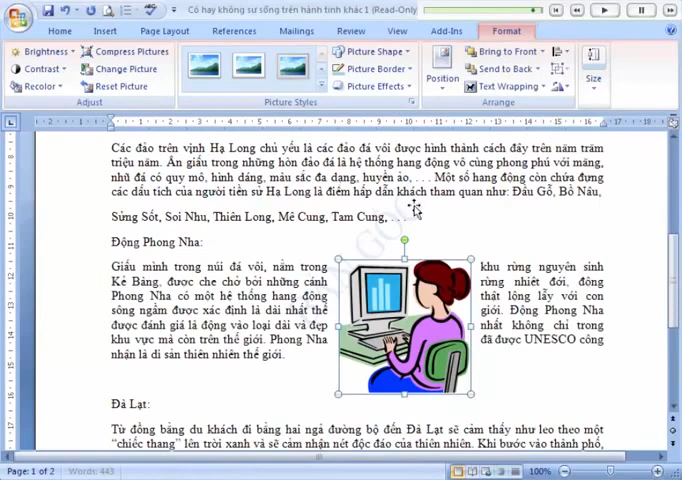 Có hay không sự sống trên hành tinh khác 1 (Read-Only
Home Insert Page Layout References Mailings Review View Add-Ins Format
Brightness Compress Pictures Picture Shape Bring to Front
Contrast Change Picture Picture Border Send to Back
Recolor Reset Picture Picture Effects Position Text Wrapping Size
Adjust Picture Styles Arrange
Các đảo trên vịnh Hạ Long chủ yếu là các đảo đá vôi được hình thành cách đây trên năm trăm
triệu năm. Ẩn giấu trong những hòn đảo đá là hệ thống hang động vô cùng phong phú với măng,
nhũ đá có quy mô, hình dáng, màu sắc đa dạng, huyền ảo, . . . Một số hang động còn chứa đựng
các dấu tích của người tiền sử Hạ Long là điểm hấp dẫn khách tham quan như: Đầu Gỗ, Bồ Nâu,
Sửng Sốt, Soi Nhụ, Thiên Long, Mê Cung, Tam Cung, . . .
Động Phong Nha:
Giấu mình trong núi đá vôi, nằm trong khu rừng nguyên sinh
Kẻ Bàng, được che chở bởi những cánh rừng nhiệt đới, động
Phong Nha có một hệ thống hang động thật lộng lẫy với con
sông ngầm được xác định là dài nhất thế giới. Động Phong Nha
được đánh giá là động vào loại dài và đẹp nhất không chỉ trong
khu vực mà còn trên thế giới. Phong Nha đã được UNESCO công
nhận là di sản thiên nhiên thế giới.
Đà Lạt:
Từ đồng bằng du khách đi bằng hai ngả đường bộ đến Đà Lạt sẽ cảm thấy như leo theo một
“chiếc thang” lên trời xanh và sẽ cảm nhận nét độc đáo của thiên nhiên. Khi bước vào thành phố,
Page: 1 of 2 Words: 443 100%